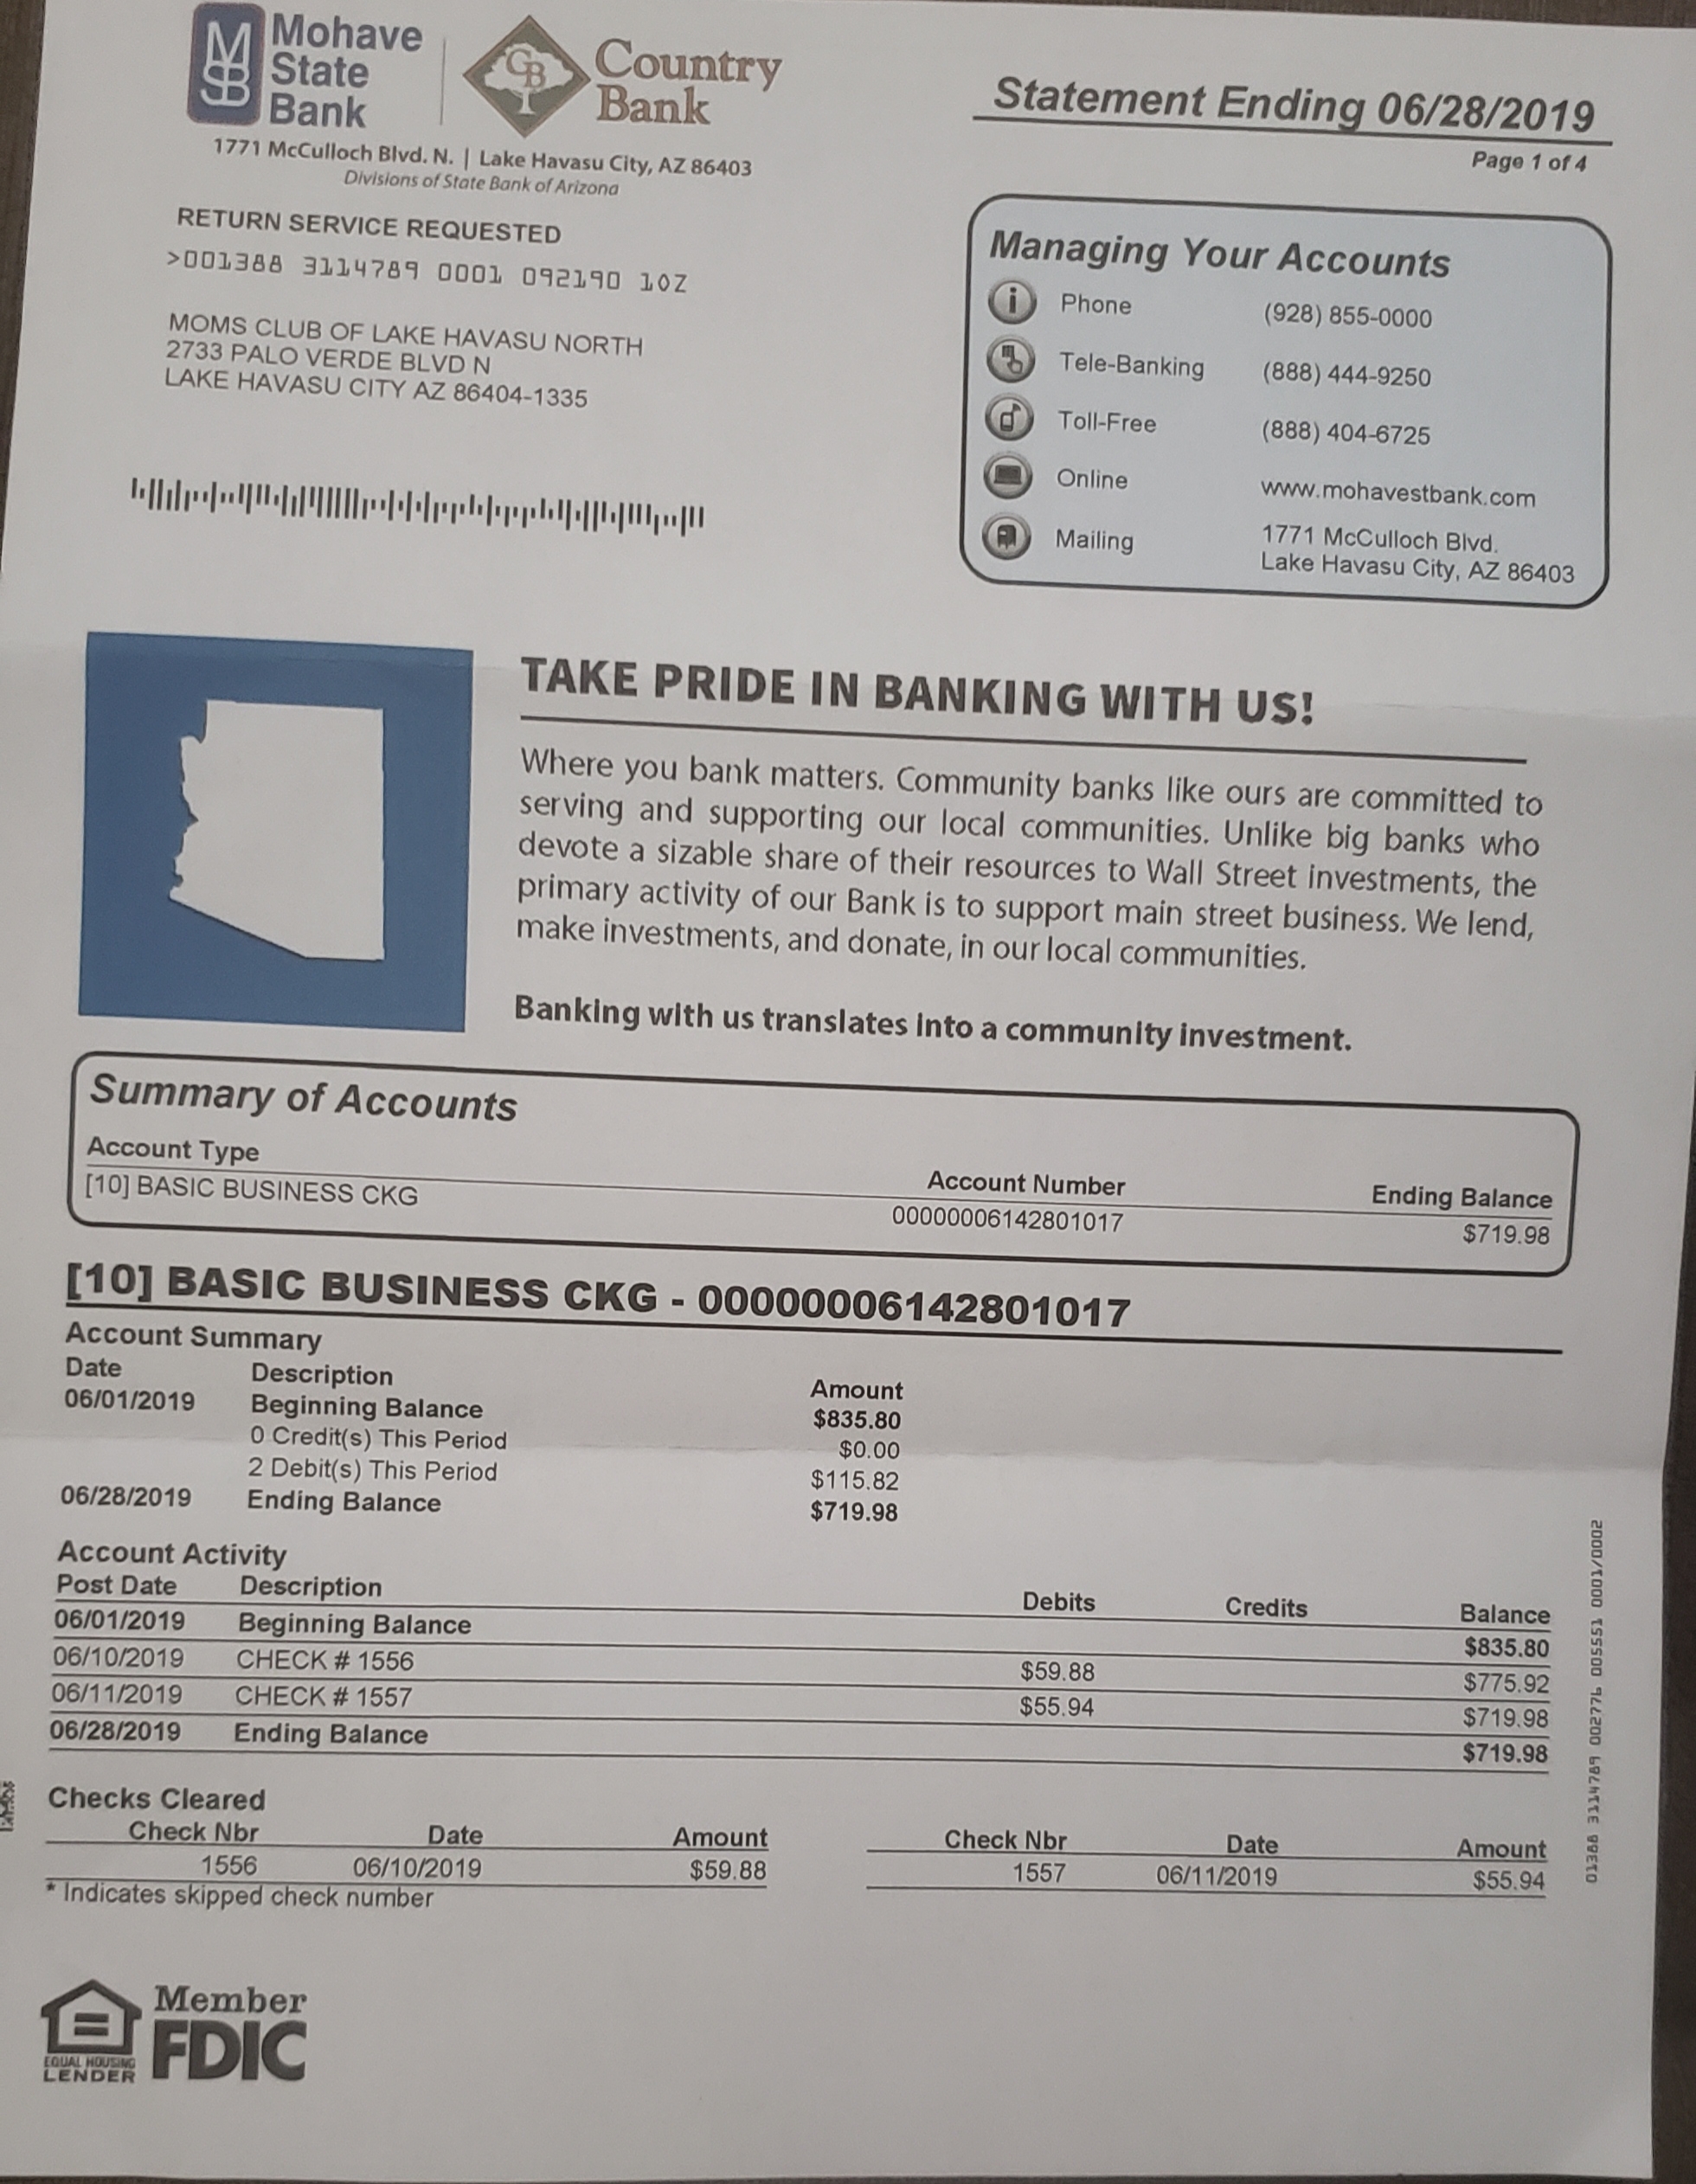 MSB Mohave
State
Bank
CB Country
Bank
1771 McCulloch Blvd. N. | Lake Havasu City, AZ 86403
Divisions of State Bank of Arizona
Statement Ending 06/28/2019
Page 1 of 4
RETURN SERVICE REQUESTED
>001388 3114789 0001 092190 10Z
MOMS CLUB OF LAKE HAVASU NORTH
2733 PALO VERDE BLVD N
LAKE HAVASU CITY AZ 86404-1335
Managing Your Accounts
Phone (928) 855-0000
Tele-Banking (888) 444-9250
Toll-Free (888) 404-6725
Online www.mohavestbank.com
Mailing 1771 McCulloch Blvd.
Lake Havasu City, AZ 86403
TAKE PRIDE IN BANKING WITH US!
Where you bank matters. Community banks like ours are committed to
serving and supporting our local communities. Unlike big banks who
devote a sizable share of their resources to Wall Street investments, the
primary activity of our Bank is to support main street business. We lend,
make investments, and donate, in our local communities.
Banking with us translates into a community investment.
Summary of Accounts
Account Type Account Number Ending Balance
[10] BASIC BUSINESS CKG 00000006142801017 $719.98
[10] BASIC BUSINESS CKG - 00000006142801017
Account Summary
Date Description Amount
06/01/2019 Beginning Balance $835.80
0 Credit(s) This Period $0.00
2 Debit(s) This Period $115.82
06/28/2019 Ending Balance $719.98
Account Activity
Post Date Description Debits Credits Balance
06/01/2019 Beginning Balance $835.80
06/10/2019 CHECK # 1556 $59.88 $775.92
06/11/2019 CHECK # 1557 $55.94 $719.98
06/28/2019 Ending Balance $719.98
Checks Cleared
Check Nbr Date Amount Check Nbr Date Amount
1556 06/10/2019 $59.88 1557 06/11/2019 $55.94
* Indicates skipped check number
01388 3114789 002776 005551 0001/0002
EQUAL HOUSING
LENDER
Member
FDIC